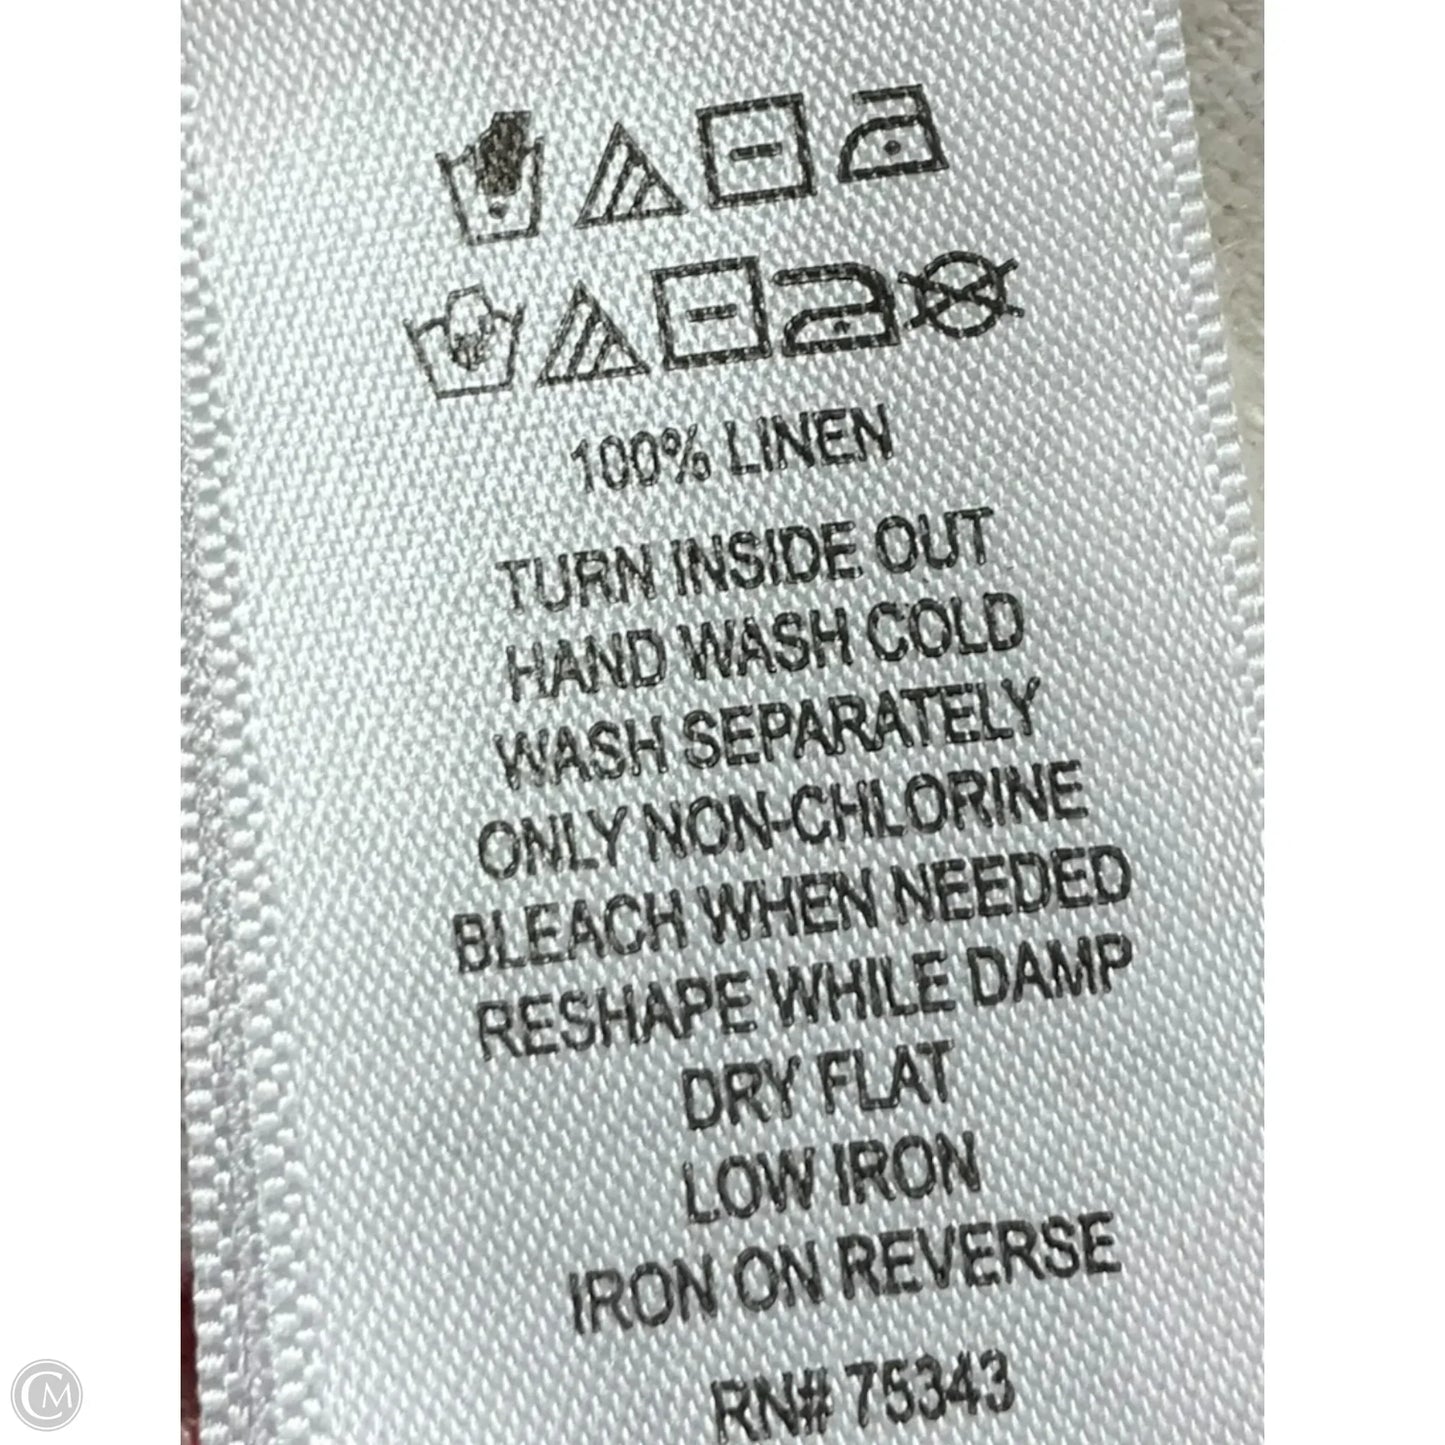 100% LINEN
TURN INSIDE OUT
HAND WASH COLD
WASH SEPARATELY
ONLY NON-CHLORINE
BLEACH WHEN NEEDED
RESHAPE WHILE DAMP
DRY FLAT
LOW IRON
IRON ON REVERSE
RN# 75343
CM